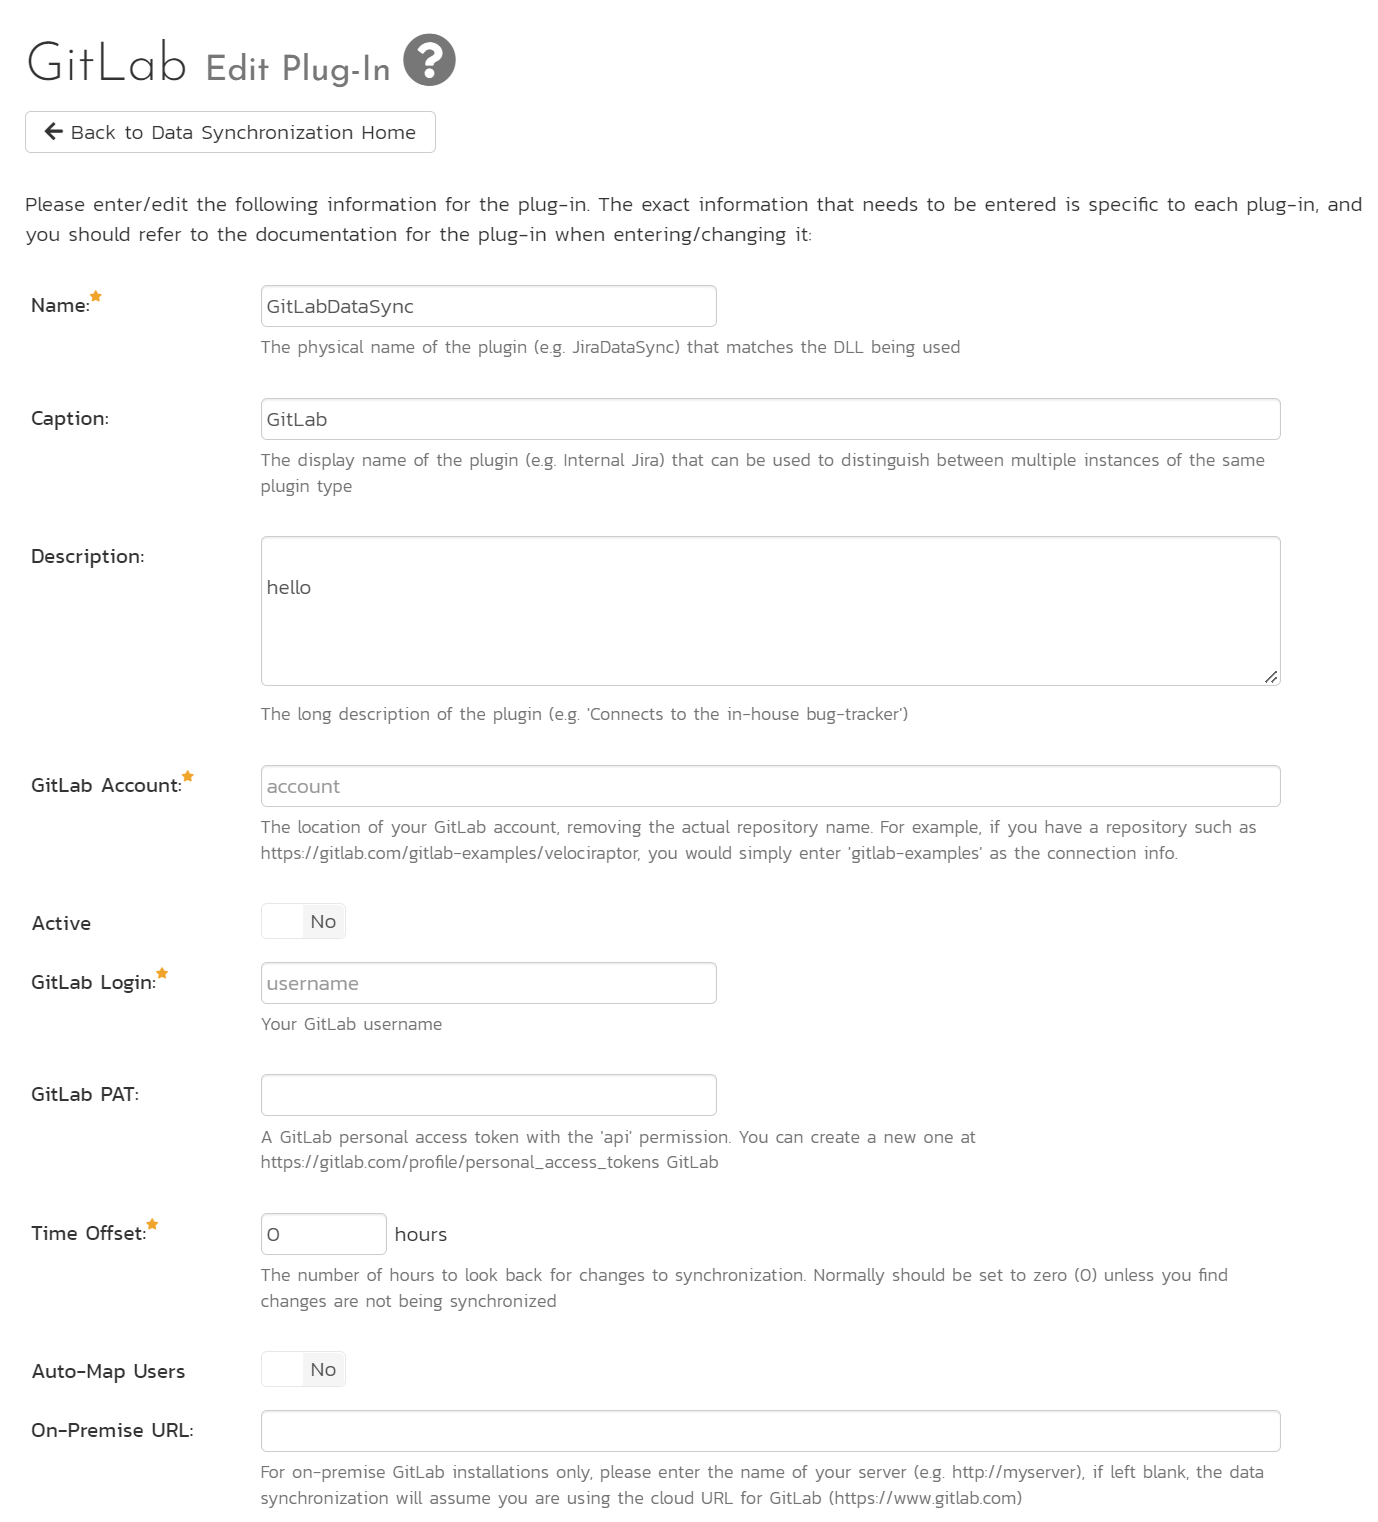 GitLab Edit Plug-In ?
Back to Data Synchronization Home
Please enter/edit the following information for the plug-in. The exact information that needs to be entered is specific to each plug-in, and
you should refer to the documentation for the plug-in when entering/changing it:
Name:
GitLabDataSync
The physical name of the plugin (e.g. JiraDataSync) that matches the DLL being used
Caption:
GitLab
The display name of the plugin (e.g. Internal Jira) that can be used to distinguish between multiple instances of the same
plugin type
Description:
hello
The long description of the plugin (e.g. 'Connects to the in-house bug-tracker')
GitLab Account:
account
The location of your GitLab account, removing the actual repository name. For example, if you have a repository such as
https://gitlab.com/gitlab-examples/velociraptor, you would simply enter 'gitlab-examples' as the connection info.
Active
No
GitLab Login:
username
Your GitLab username
GitLab PAT:
A GitLab personal access token with the 'api' permission. You can create a new one at
https://gitlab.com/profile/personal_access_tokens GitLab
Time Offset:
0 hours
The number of hours to look back for changes to synchronization. Normally should be set to zero (0) unless you find
changes are not being synchronized
Auto-Map Users
No
On-Premise URL:
For on-premise GitLab installations only, please enter the name of your server (e.g. http://myserver), if left blank, the data
synchronization will assume you are using the cloud URL for GitLab (https://www.gitlab.com)